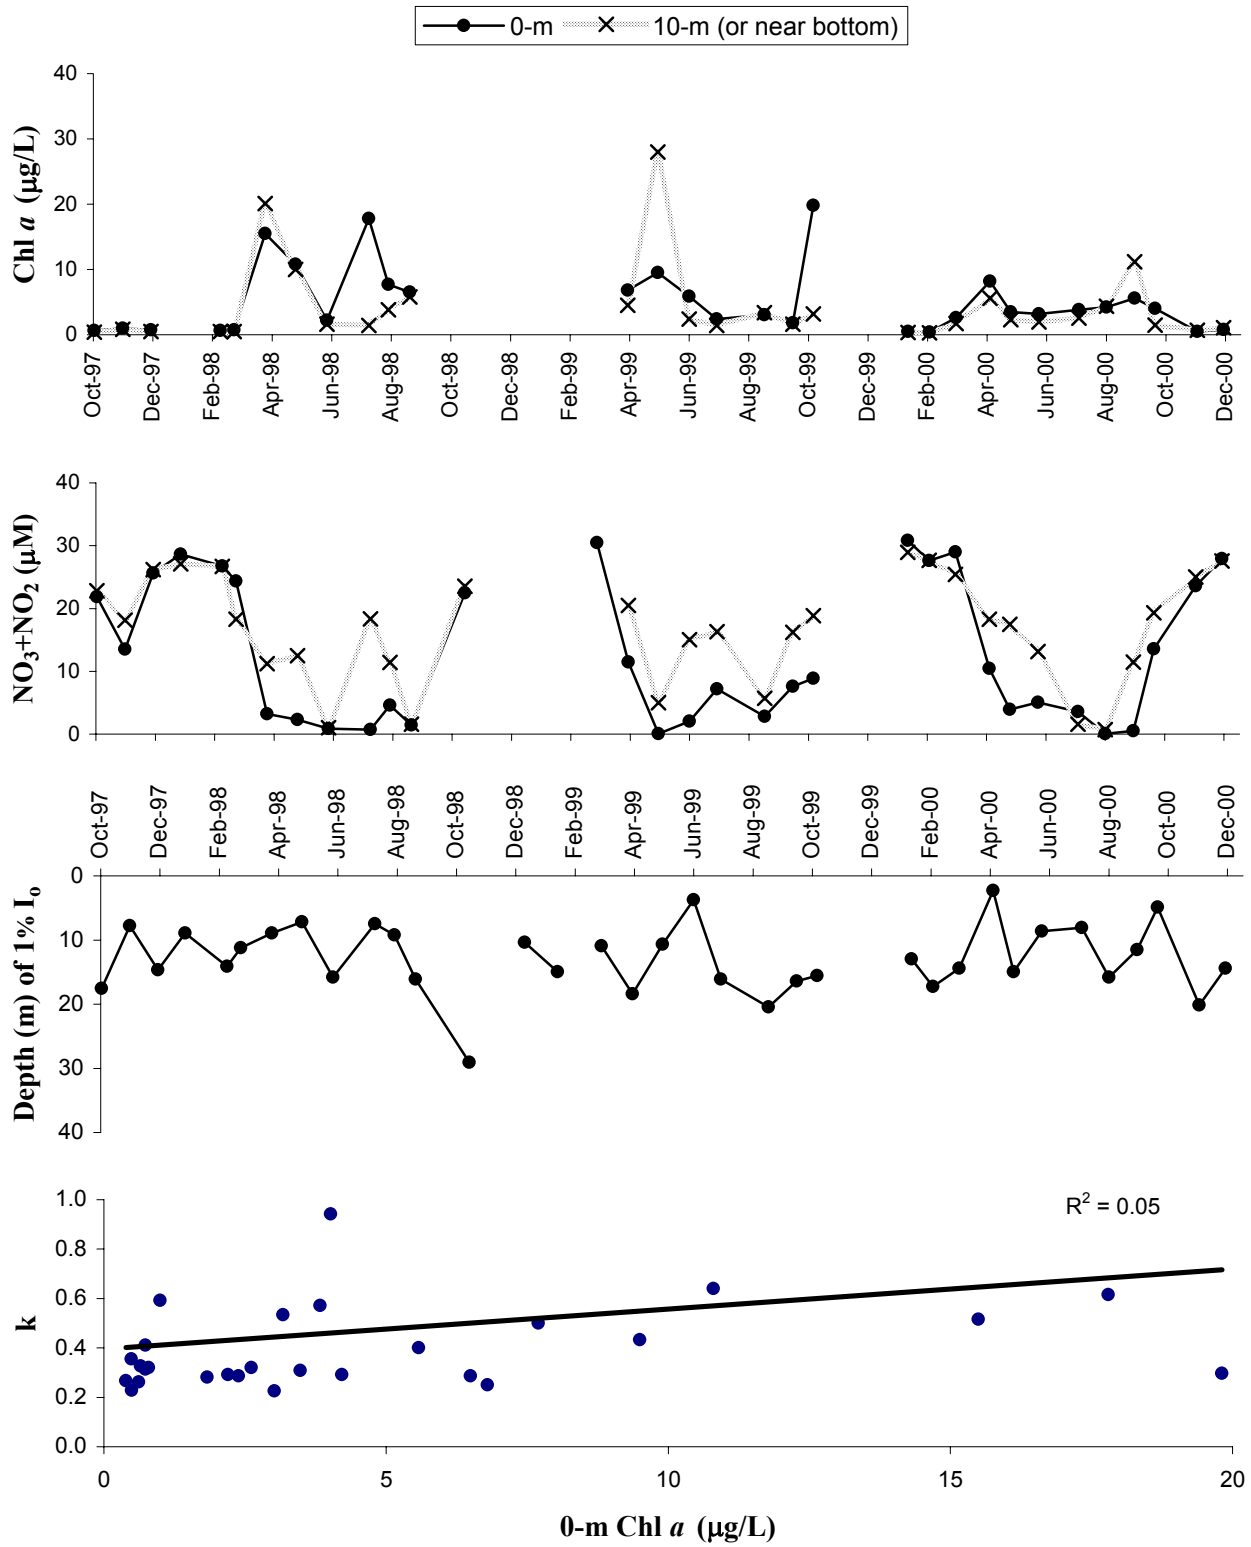 0-m 10-m (or near bottom)
Chl a (µg/L)
40
30
20
10
0
Oct-97 Dec-97 Feb-98 Apr-98 Jun-98 Aug-98 Oct-98 Dec-98 Feb-99 Apr-99 Jun-99 Aug-99 Oct-99 Dec-99 Feb-00 Apr-00 Jun-00 Aug-00 Oct-00 Dec-00
NO₃+NO₂ (µM)
40
30
20
10
0
Oct-97 Dec-97 Feb-98 Apr-98 Jun-98 Aug-98 Oct-98 Dec-98 Feb-99 Apr-99 Jun-99 Aug-99 Oct-99 Dec-99 Feb-00 Apr-00 Jun-00 Aug-00 Oct-00 Dec-00
Depth (m) of 1% Iₒ
0
10
20
30
40
k
1.0
0.8
0.6
0.4
0.2
0.0
R² = 0.05
0 5 10 15 20
0-m Chl a (µg/L)